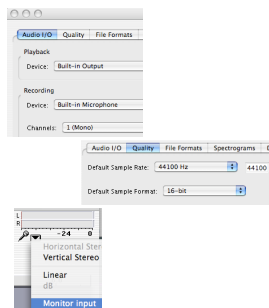 Audio I/O Quality File Formats
Playback
Device: Built-in Output
Recording
Device: Built-in Microphone
Channels: 1 (Mono)
Audio I/O Quality File Formats Spectrograms
Default Sample Rate: 44100 Hz 44100
Default Sample Format: 16-bit
L
R
-24 0
Horizontal Ster
Vertical Stereo
Linear
dB
Monitor input